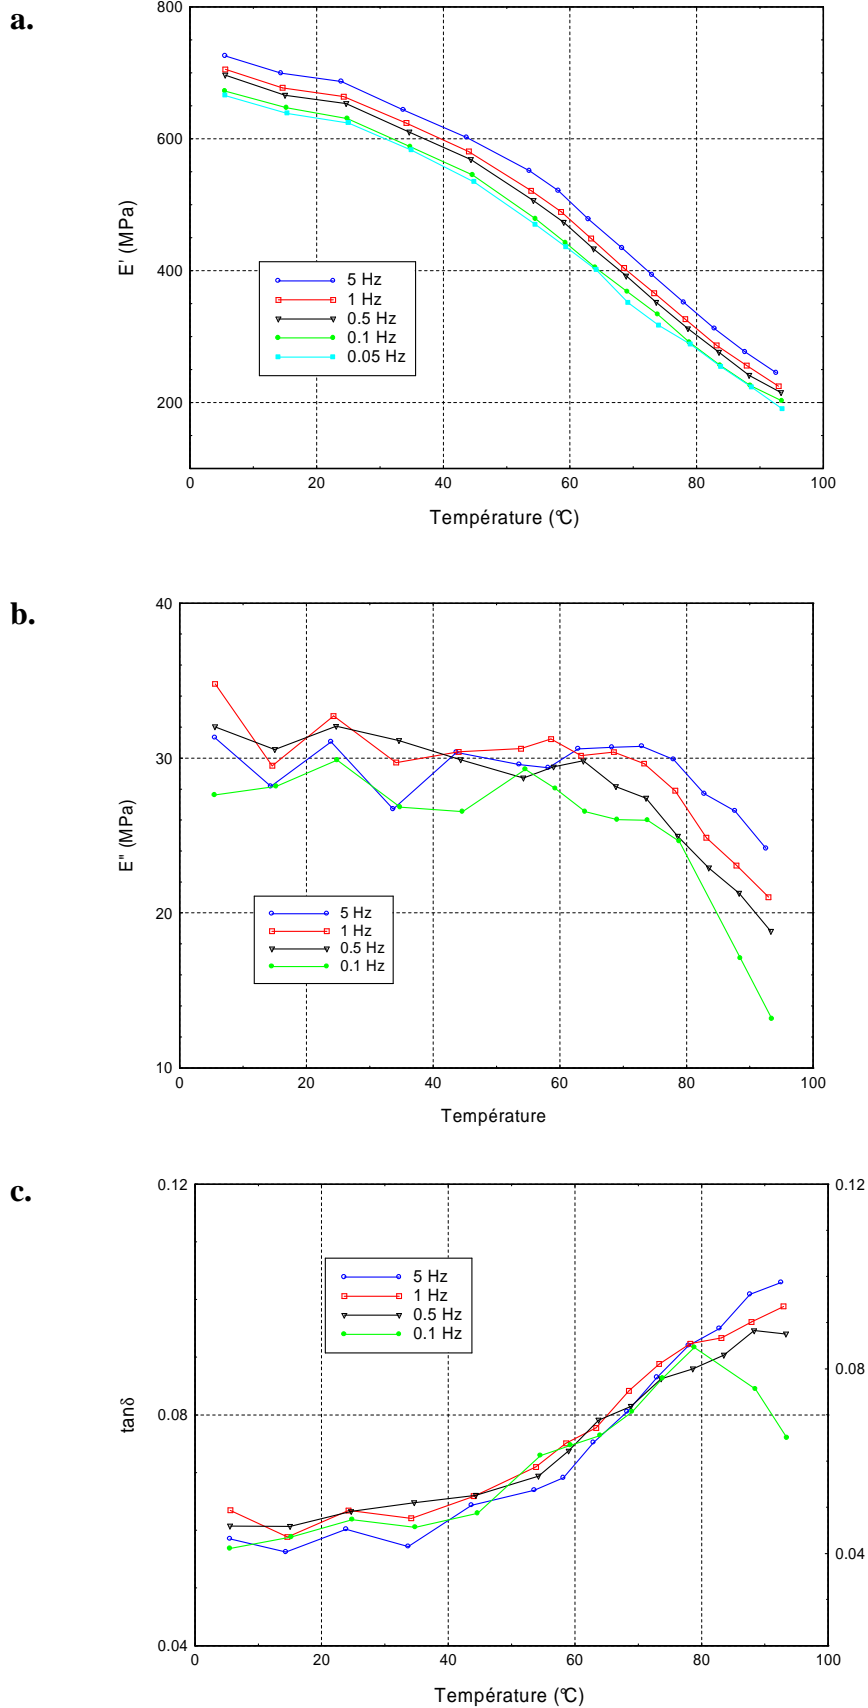 a.
800
600
400
200
E' (MPa)
5 Hz
1 Hz
0.5 Hz
0.1 Hz
0.05 Hz
0 20 40 60 80 100
Température (°C)
b.
40
30
20
10
E" (MPa)
5 Hz
1 Hz
0.5 Hz
0.1 Hz
0 20 40 60 80 100
Température
c.
0.12
0.08
0.04
tanδ
5 Hz
1 Hz
0.5 Hz
0.1 Hz
0.12
0.08
0.04
0 20 40 60 80 100
Température (°C)